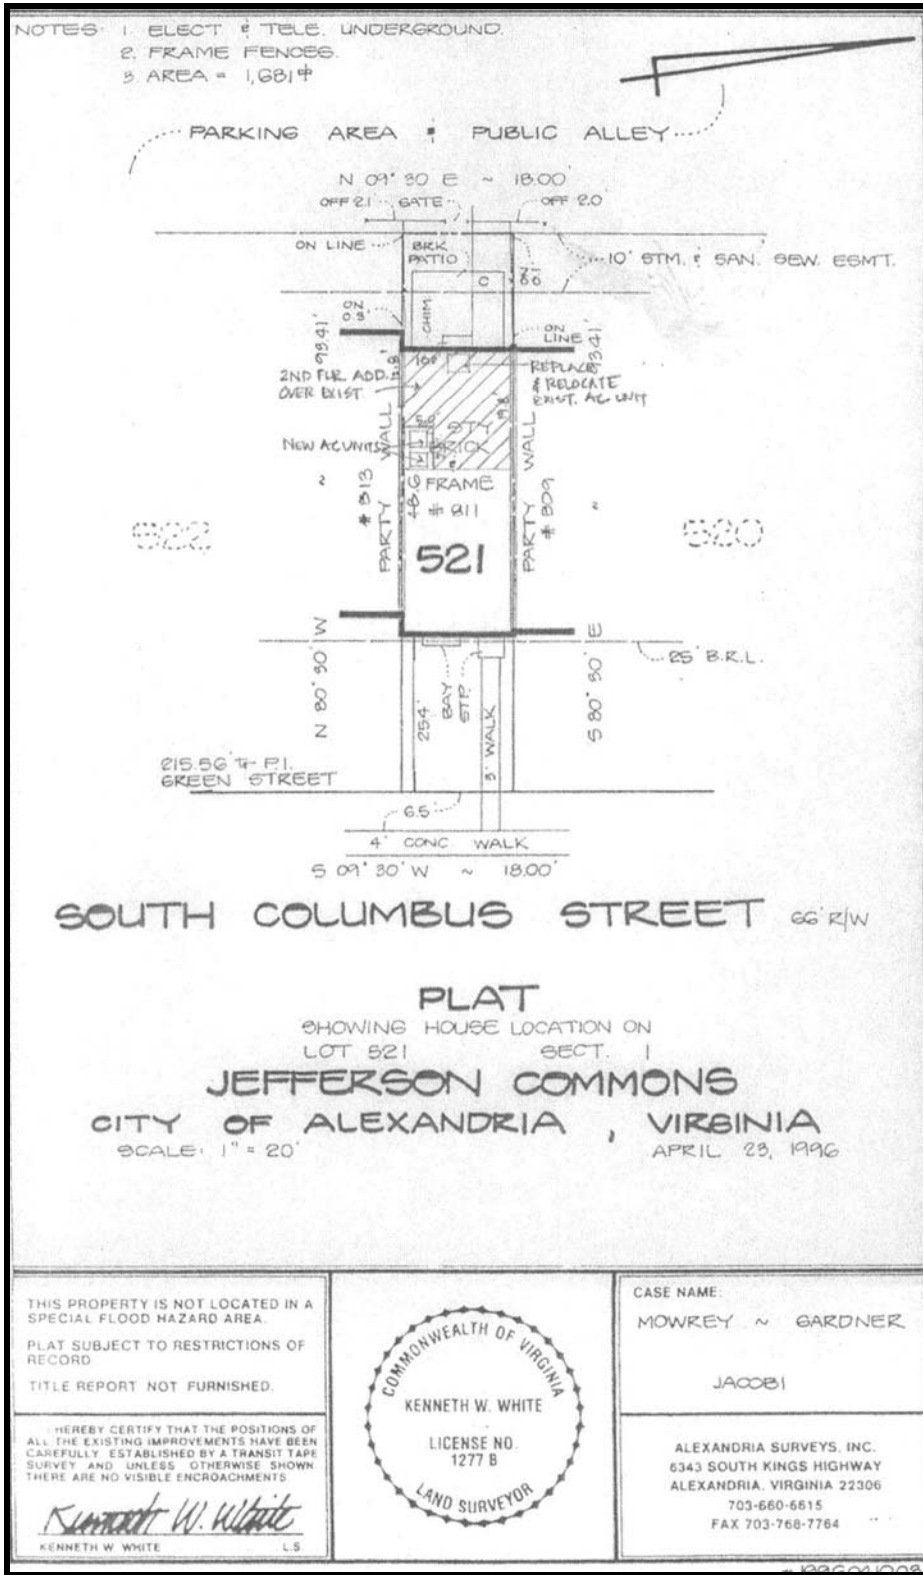 NOTES: 1. ELECT. & TELE. UNDERGROUND.
2. FRAME FENCES.
3. AREA = 1,681
PARKING AREA & PUBLIC ALLEY
N 09° 30' E ~ 18.00'
OFF 2.1 GATE OFF 2.0
ON LINE
BRK PATIO
10' STM. & SAN. SEW. ESMT.
C
ON 0.3'
CHIM.
ON LINE
93.41'
2ND FLR. ADD. OVER EXIST.
REPLACE & RELOCATE EXIST. AC UNIT
NEW AC UNITS
FRAME
# 811
521
PARTY WALL
# 813
PARTY WALL
# 809
522
520
48.6
N 80° 30' W
S 80° 30' E
25' B.R.L.
25.4'
BAY
STP.
3' WALK
215.56' TO P.I.
GREEN STREET
6.5'
4' CONC WALK
S 09° 30' W ~ 18.00'
SOUTH COLUMBUS STREET 66' R/W
PLAT
SHOWING HOUSE LOCATION ON
LOT 521 SECT. 1
JEFFERSON COMMONS
CITY OF ALEXANDRIA, VIRGINIA
SCALE: 1" = 20' APRIL 23, 1996
THIS PROPERTY IS NOT LOCATED IN A
SPECIAL FLOOD HAZARD AREA.
PLAT SUBJECT TO RESTRICTIONS OF
RECORD
TITLE REPORT NOT FURNISHED.
I HEREBY CERTIFY THAT THE POSITIONS OF
ALL THE EXISTING IMPROVEMENTS HAVE BEEN
CAREFULLY ESTABLISHED BY A TRANSIT TAPE
SURVEY AND UNLESS OTHERWISE SHOWN
THERE ARE NO VISIBLE ENCROACHMENTS
Kenneth W. White
KENNETH W. WHITE L.S.
COMMONWEALTH OF VIRGINIA
KENNETH W. WHITE
LICENSE NO.
1277 B
LAND SURVEYOR
CASE NAME:
MOWREY ~ GARDNER
JACOBI
ALEXANDRIA SURVEYS, INC.
6343 SOUTH KINGS HIGHWAY
ALEXANDRIA, VIRGINIA 22306
703-660-6615
FAX 703-768-7764